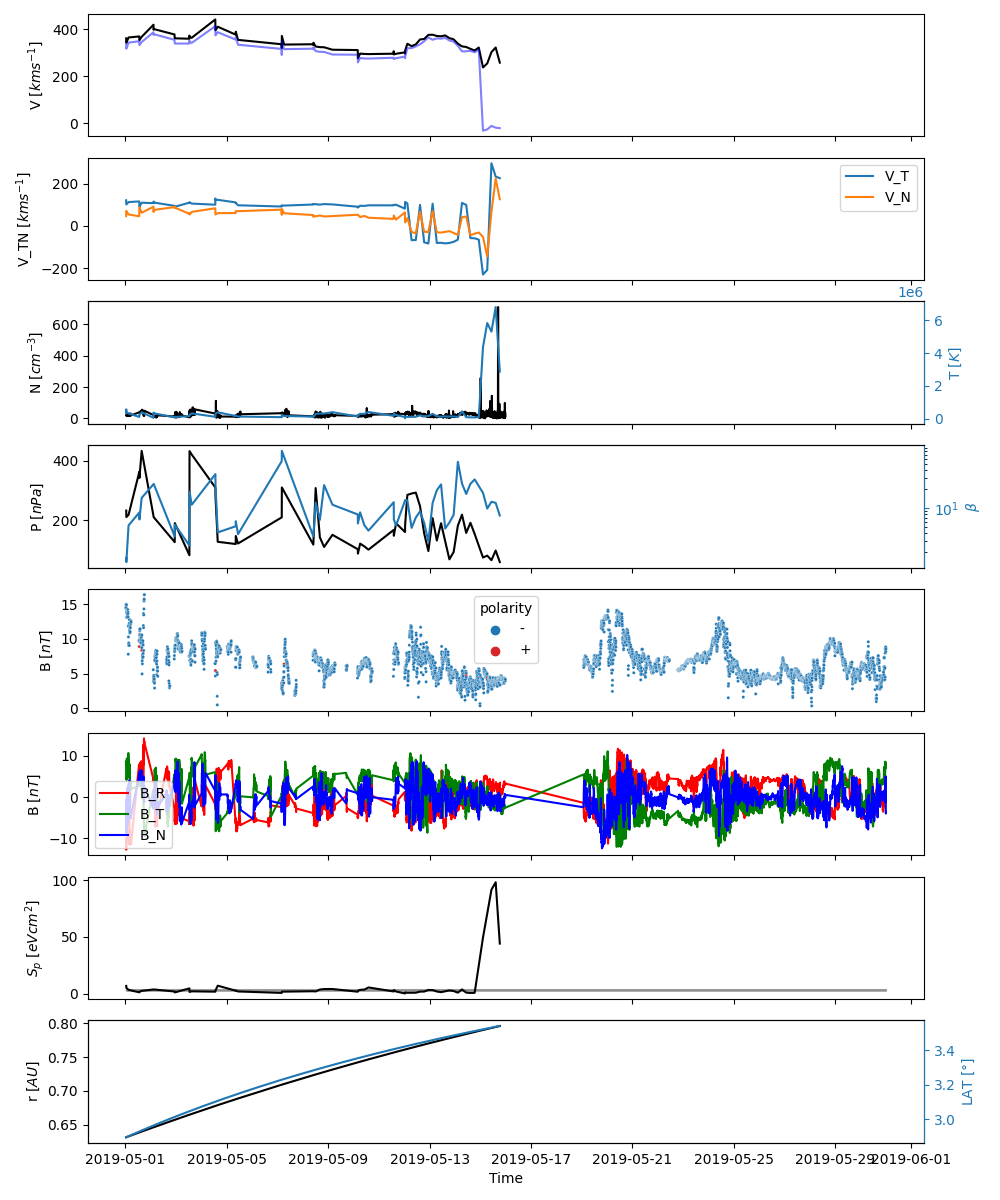 400
200
0
V [kms⁻¹]
200
0
−200
V_TN [kms⁻¹]
V_T
V_N
1e6
600
400
200
0
N [cm⁻³]
6
4
2
0
T [K]
400
200
P [nPa]
10¹
β
15
10
5
0
B [nT]
polarity
-
+
10
0
−10
B [nT]
B_R
B_T
B_N
100
50
0
Sₚ [eVcm²]
0.80
0.75
0.70
0.65
r [AU]
3.4
3.2
3.0
LAT [°]
2019-05-01 2019-05-05 2019-05-09 2019-05-13 2019-05-17 2019-05-21 2019-05-25 2019-05-29 2019-06-01
Time